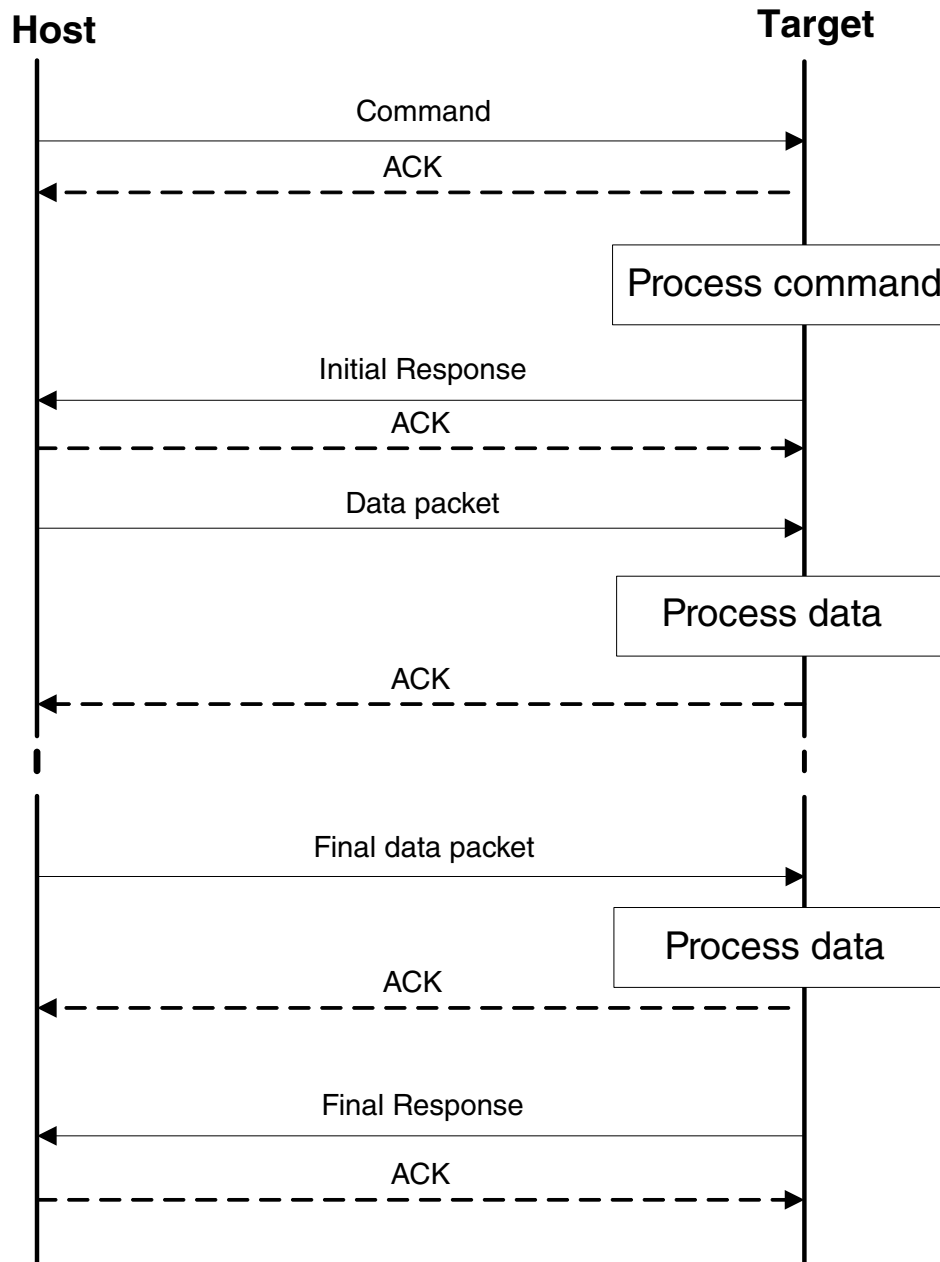 Host
Target
Command
ACK
Process command
Initial Response
ACK
Data packet
Process data
ACK
Final data packet
Process data
ACK
Final Response
ACK